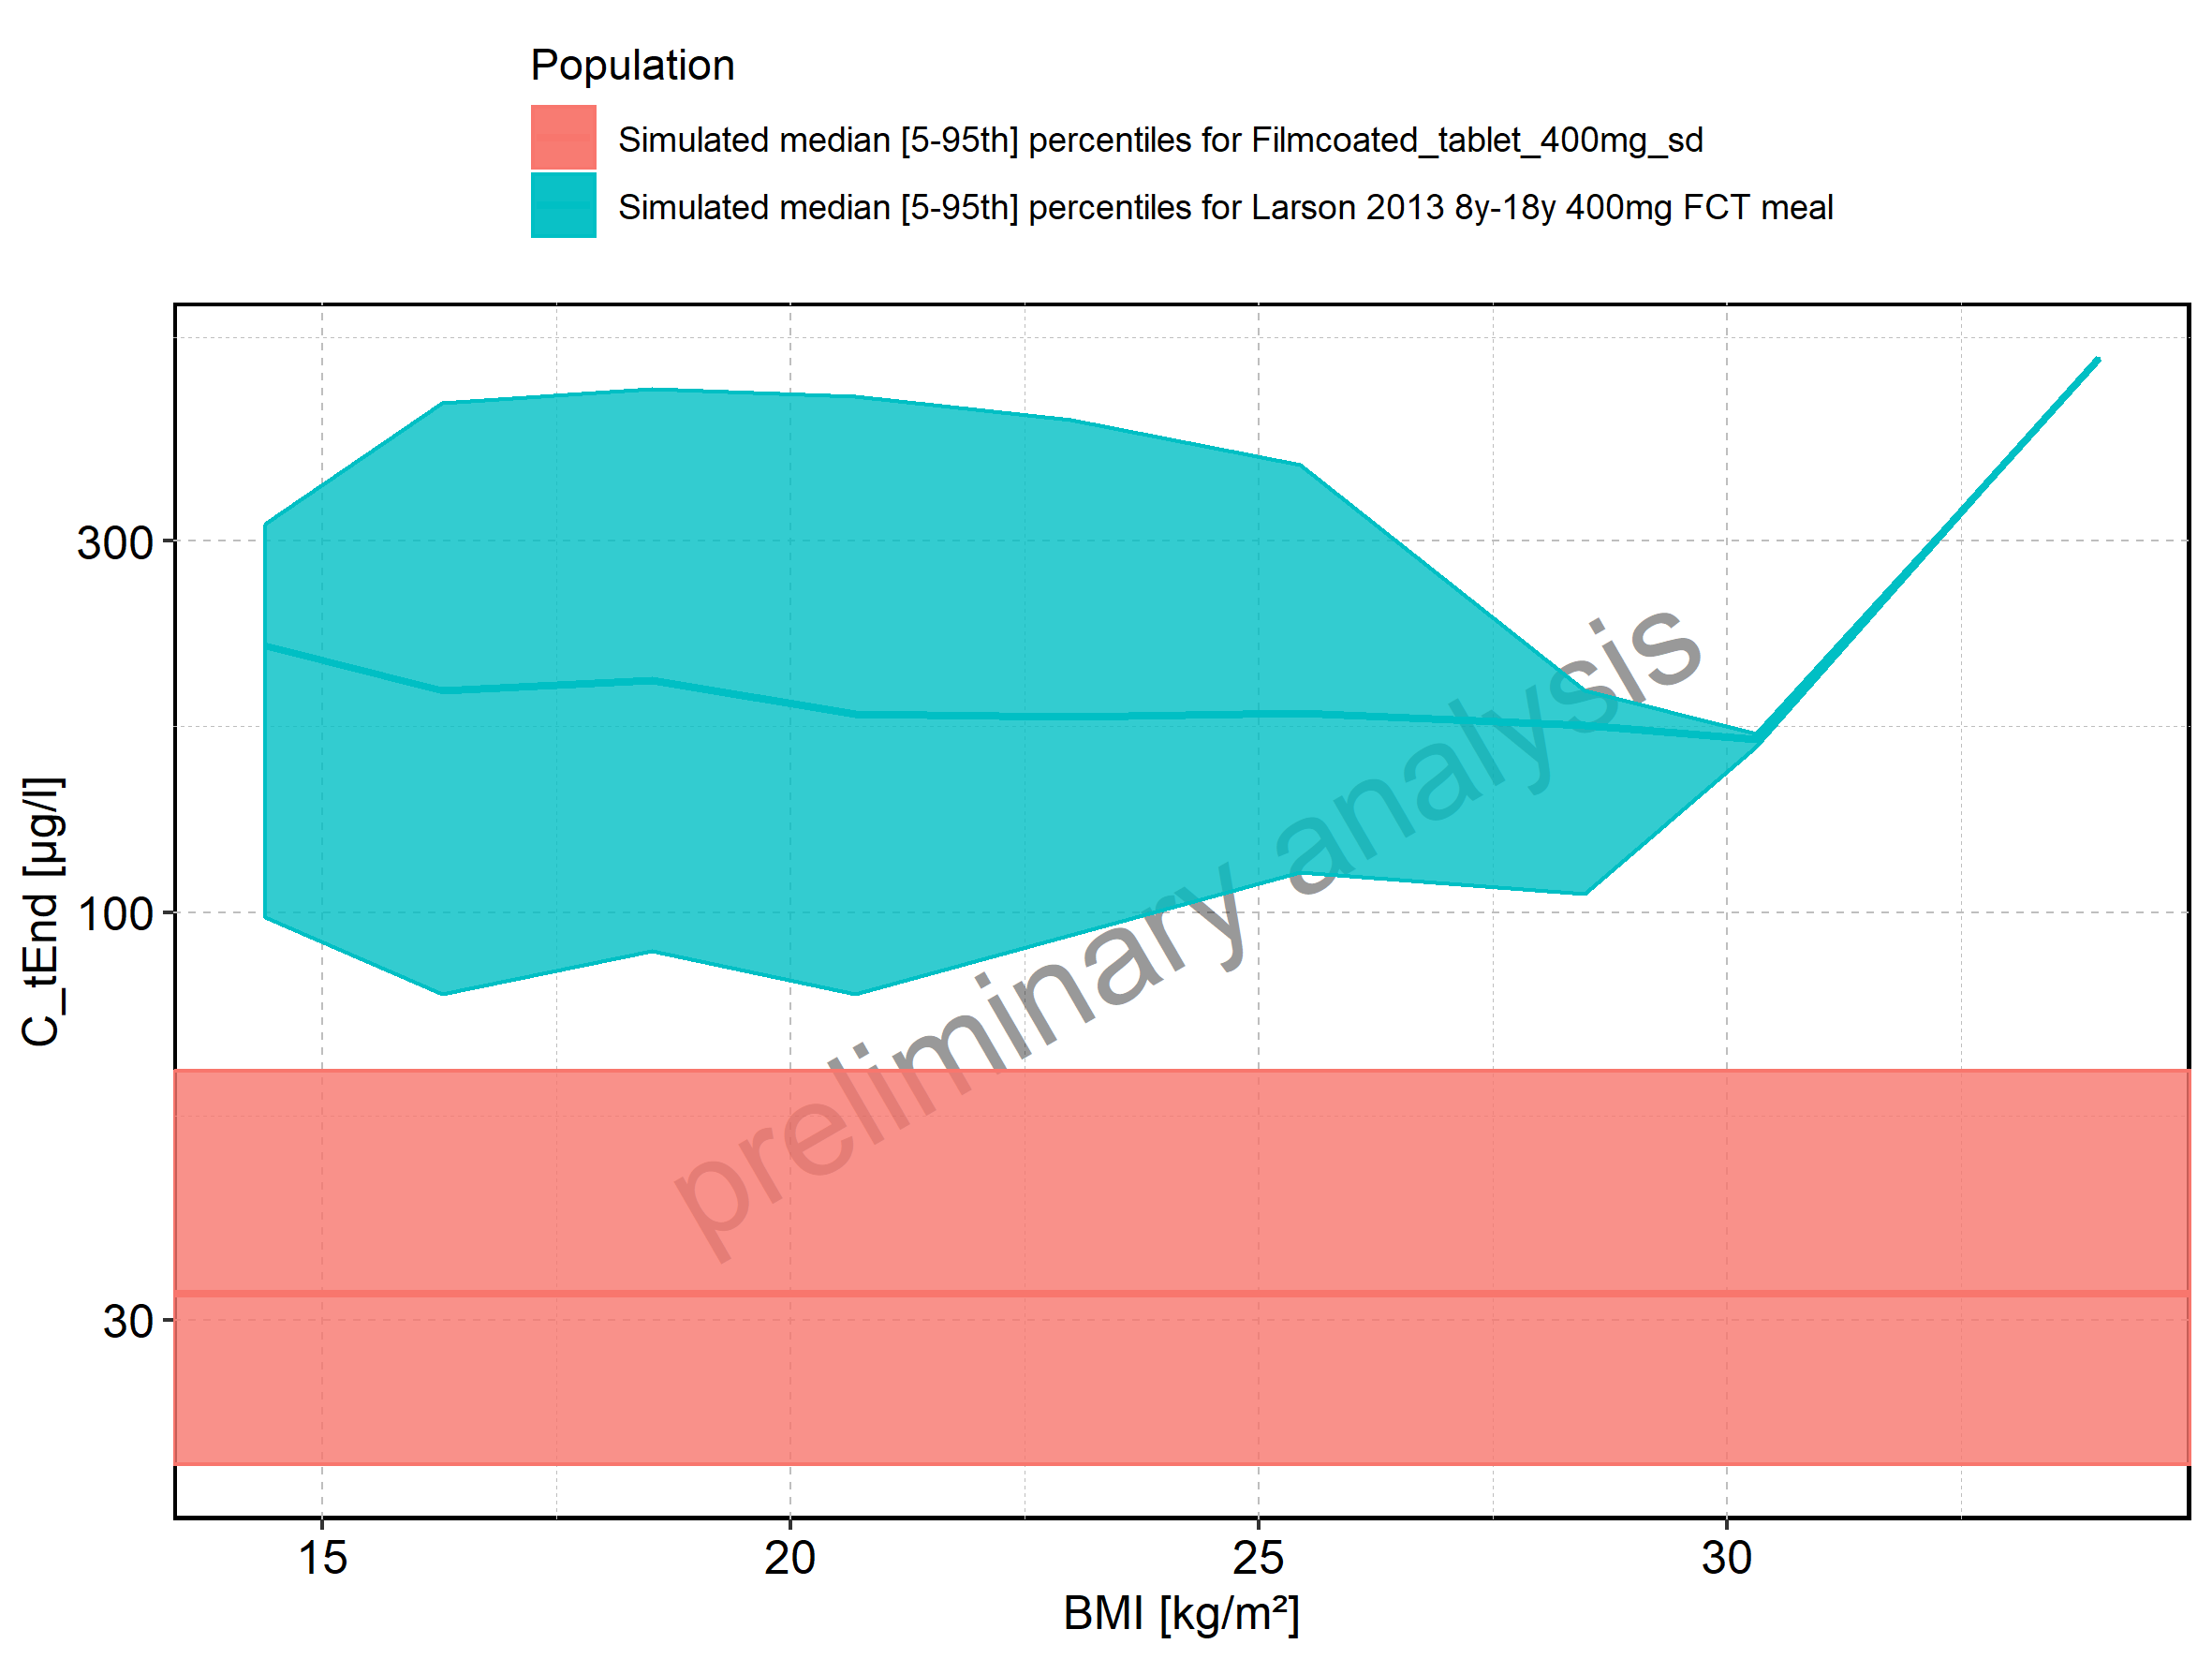 Population
Simulated median [5-95th] percentiles for Filmcoated_tablet_400mg_sd
Simulated median [5-95th] percentiles for Larson 2013 8y-18y 400mg FCT meal
300
100
30
C_tEnd [µg/l]
preliminary analysis
15
20
25
30
BMI [kg/m²]